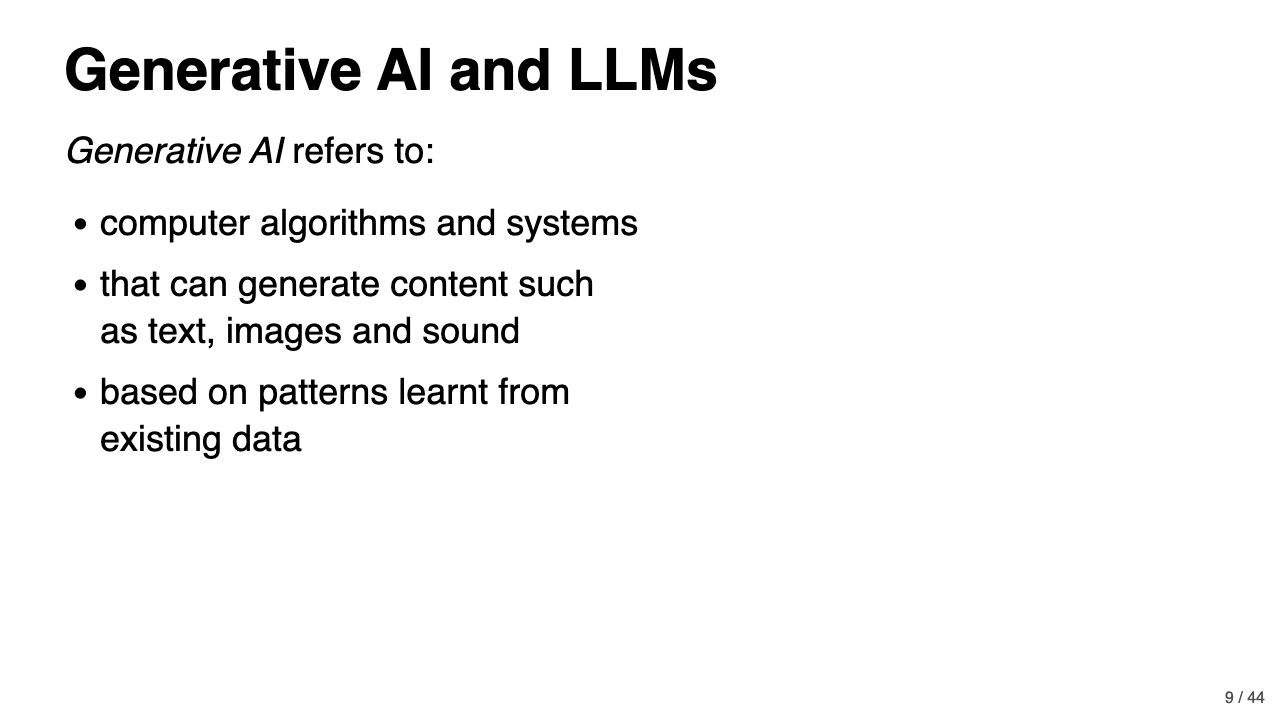 Generative AI and LLMs
Generative AI refers to:
• computer algorithms and systems
• that can generate content such
as text, images and sound
• based on patterns learnt from
existing data
9 / 44